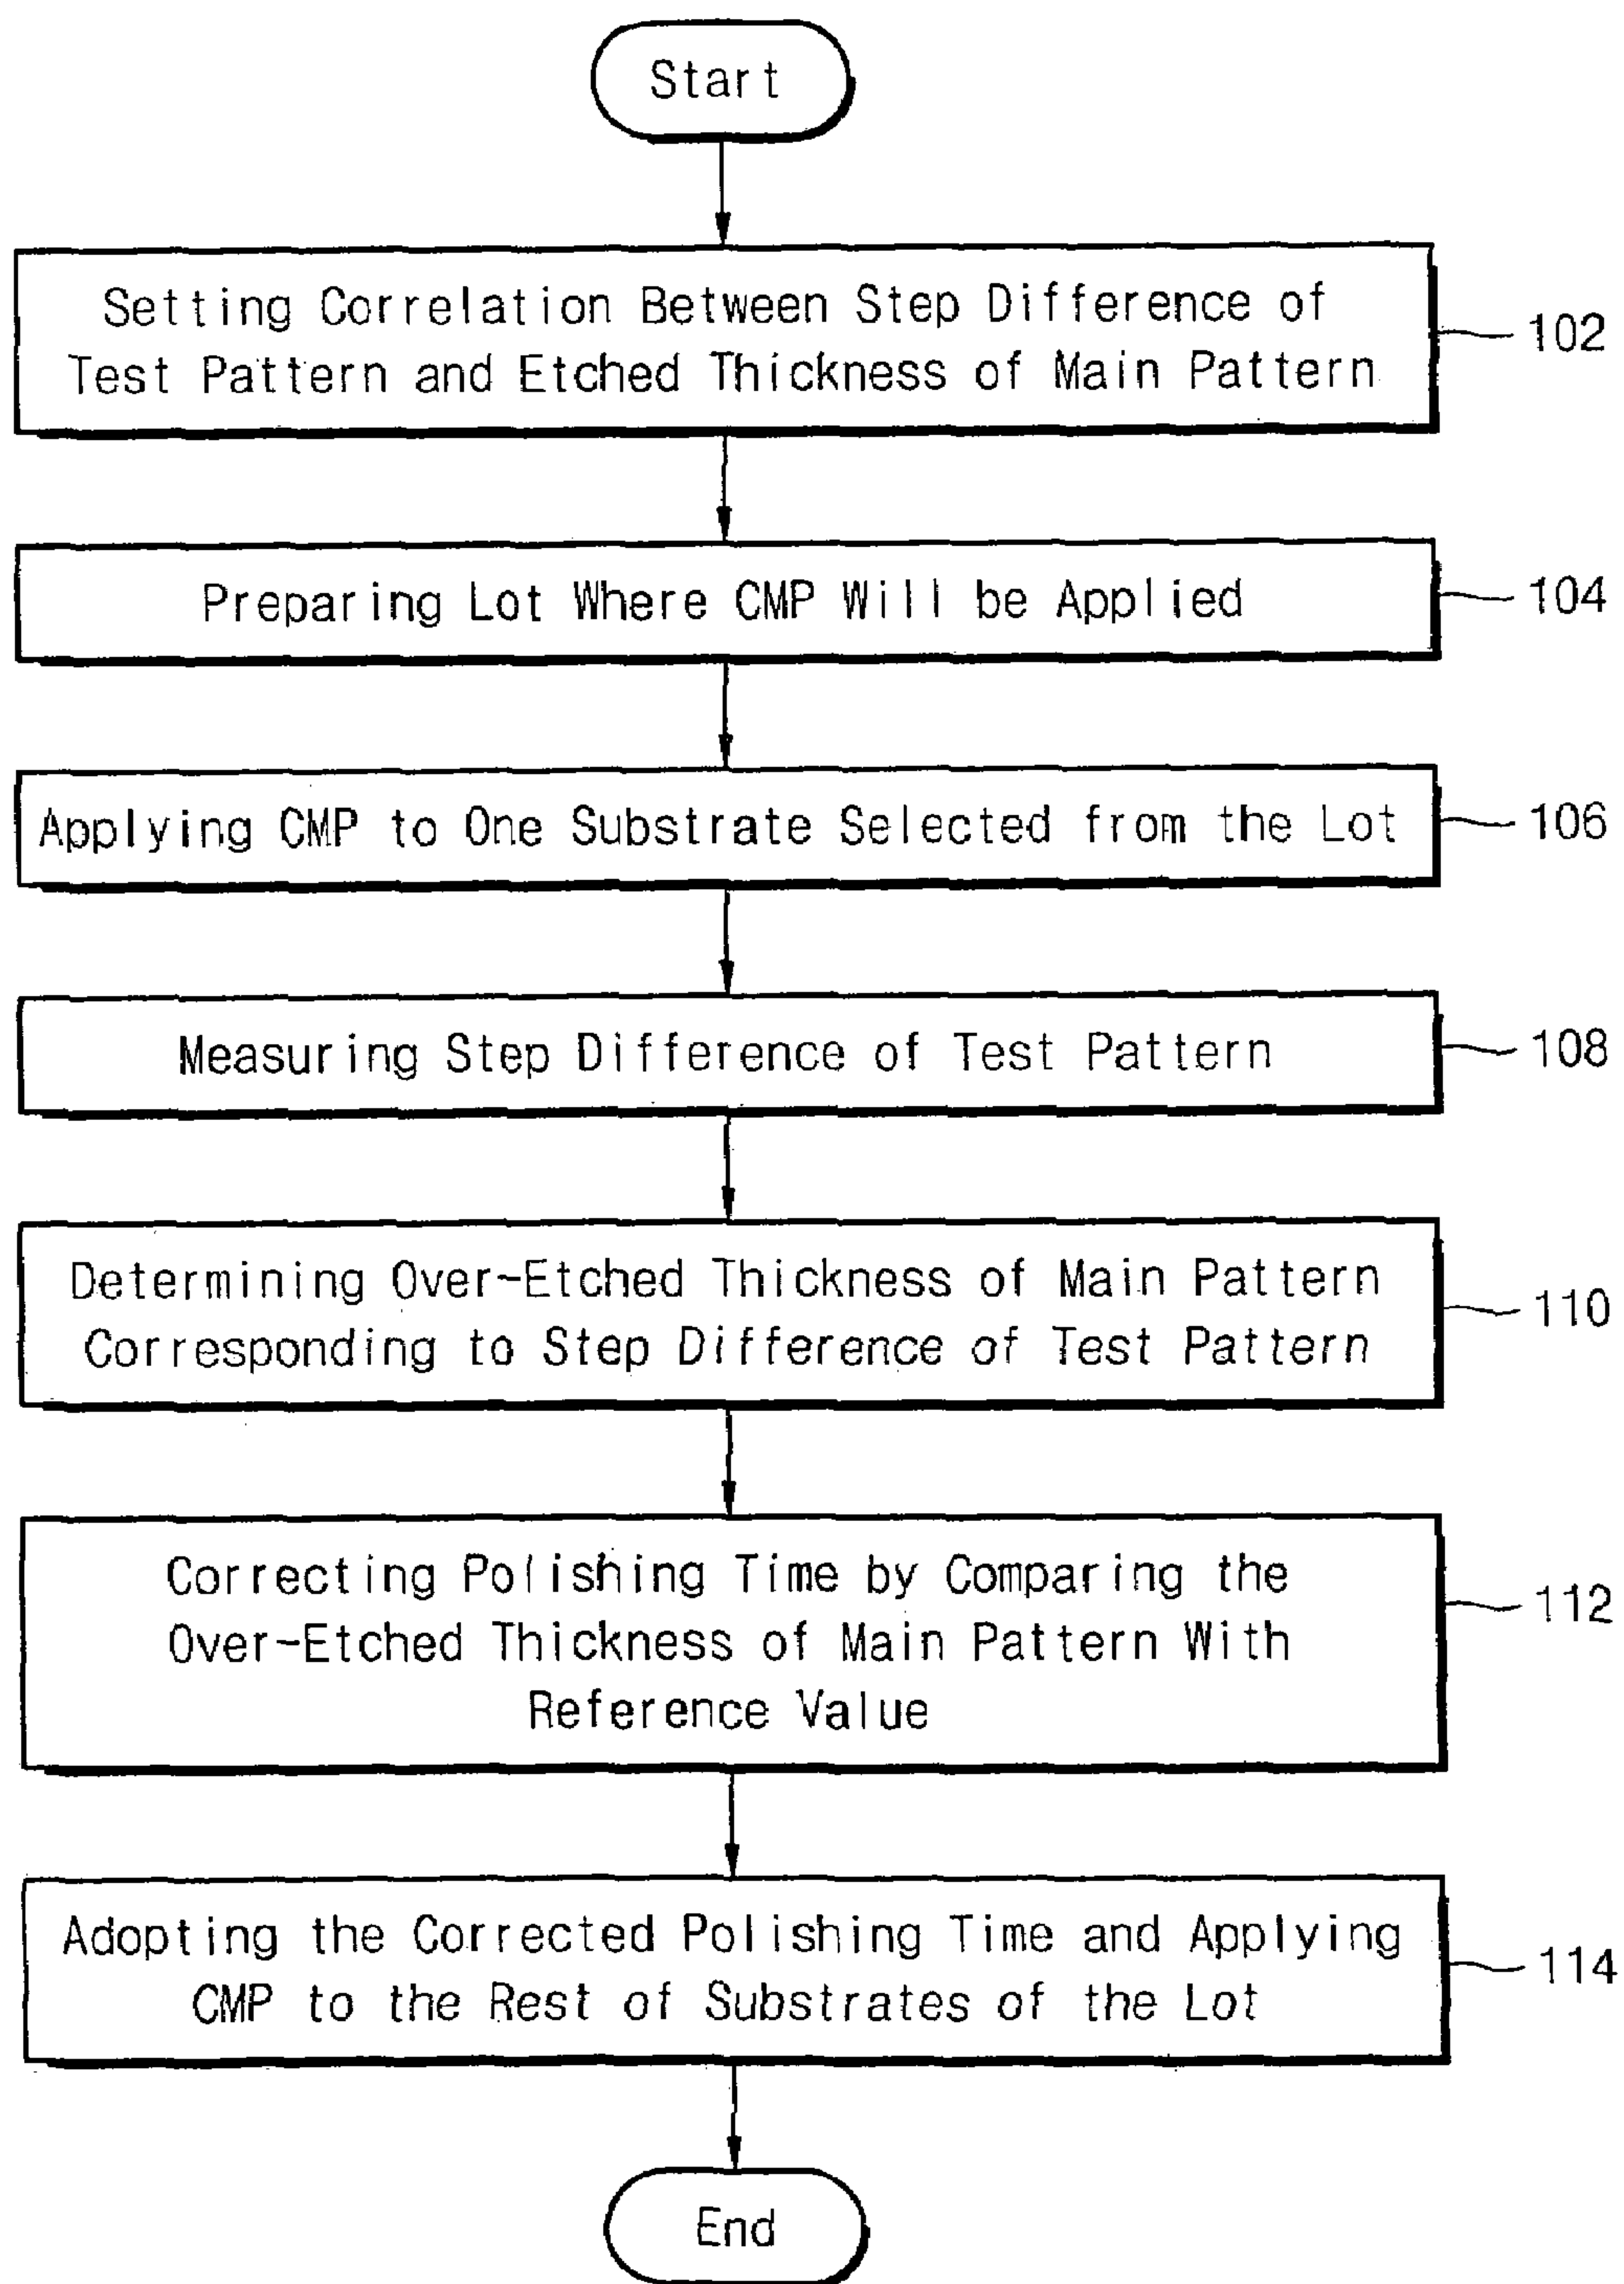 Start
Setting Correlation Between Step Difference of
Test Pattern and Etched Thickness of Main Pattern
102
Preparing Lot Where CMP Will be Applied
104
Applying CMP to One Substrate Selected from the Lot
106
Measuring Step Difference of Test Pattern
108
Determining Over-Etched Thickness of Main Pattern
Corresponding to Step Difference of Test Pattern
110
Correcting Polishing Time by Comparing the
Over-Etched Thickness of Main Pattern With
Reference Value
112
Adopting the Corrected Polishing Time and Applying
CMP to the Rest of Substrates of the Lot
114
End